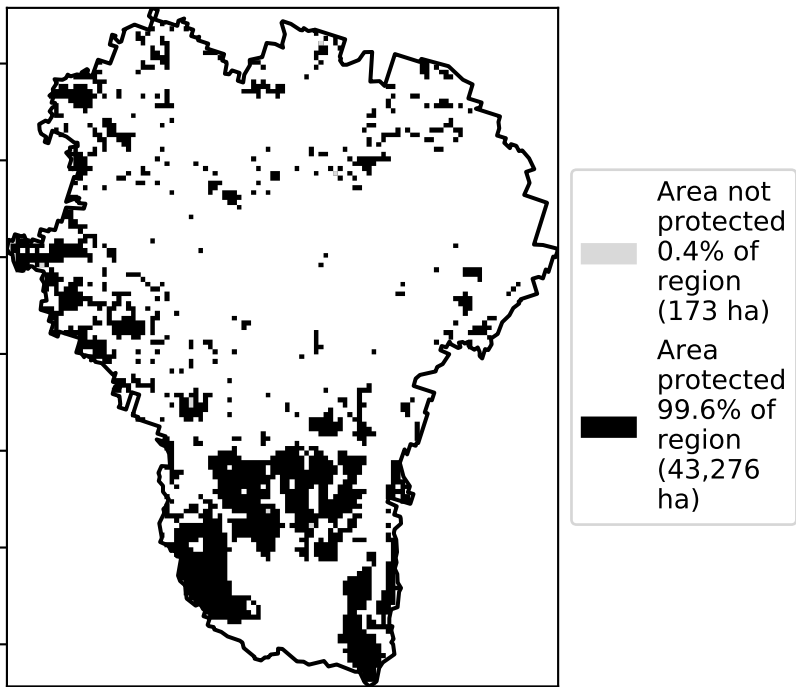 Area not
protected
0.4% of
region
(173 ha)
Area
protected
99.6% of
region
(43,276
ha)